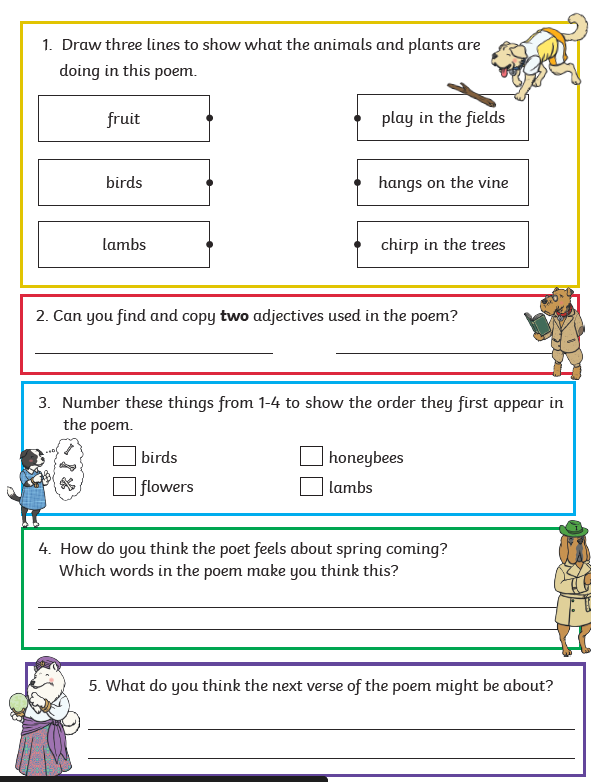 1. Draw three lines to show what the animals and plants are
doing in this poem.
fruit
play in the fields
birds
hangs on the vine
lambs
chirp in the trees
2. Can you find and copy two adjectives used in the poem?
3. Number these things from 1-4 to show the order they first appear in
the poem.
birds
honeybees
flowers
lambs
4. How do you think the poet feels about spring coming?
Which words in the poem make you think this?
5. What do you think the next verse of the poem might be about?